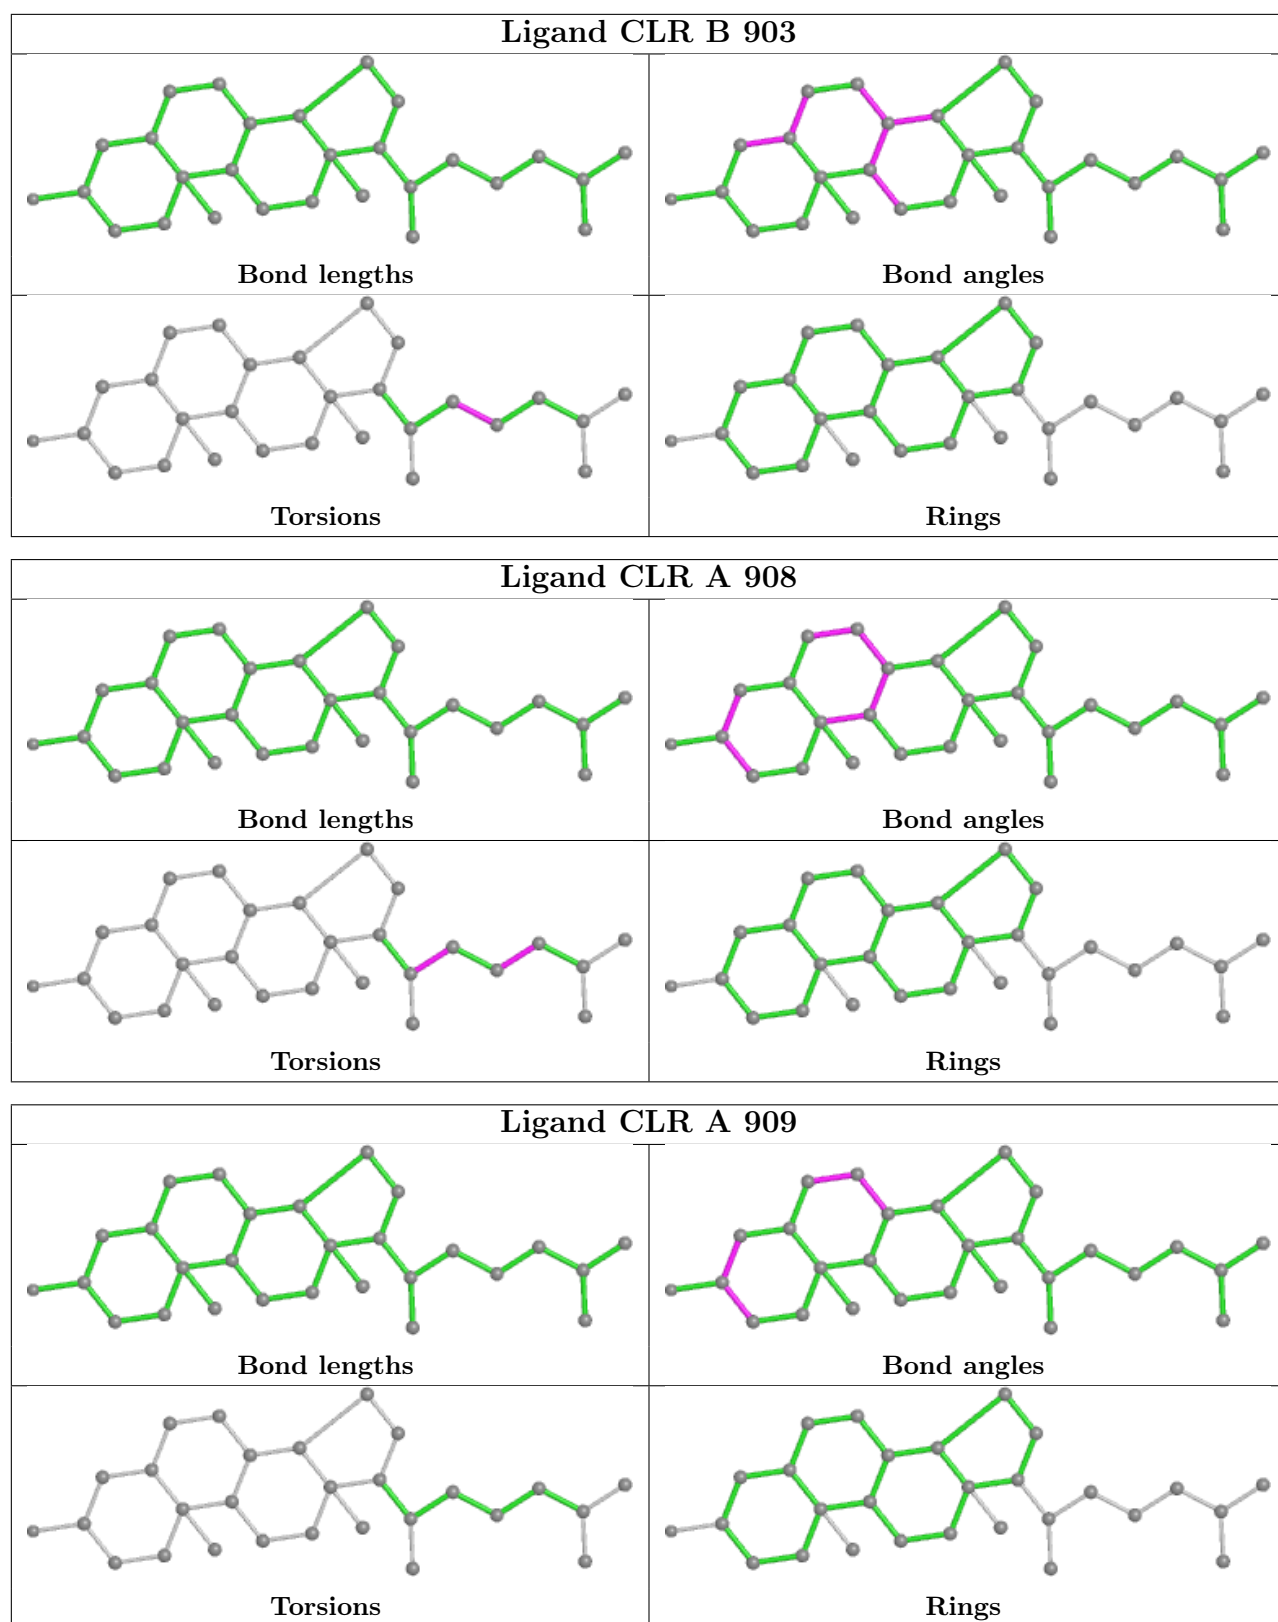 Ligand CLR B 903
Bond lengths
Bond angles
Torsions
Rings
Ligand CLR A 908
Bond lengths
Bond angles
Torsions
Rings
Ligand CLR A 909
Bond lengths
Bond angles
Torsions
Rings